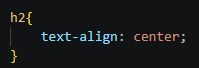 h2{
    text-align: center;
}